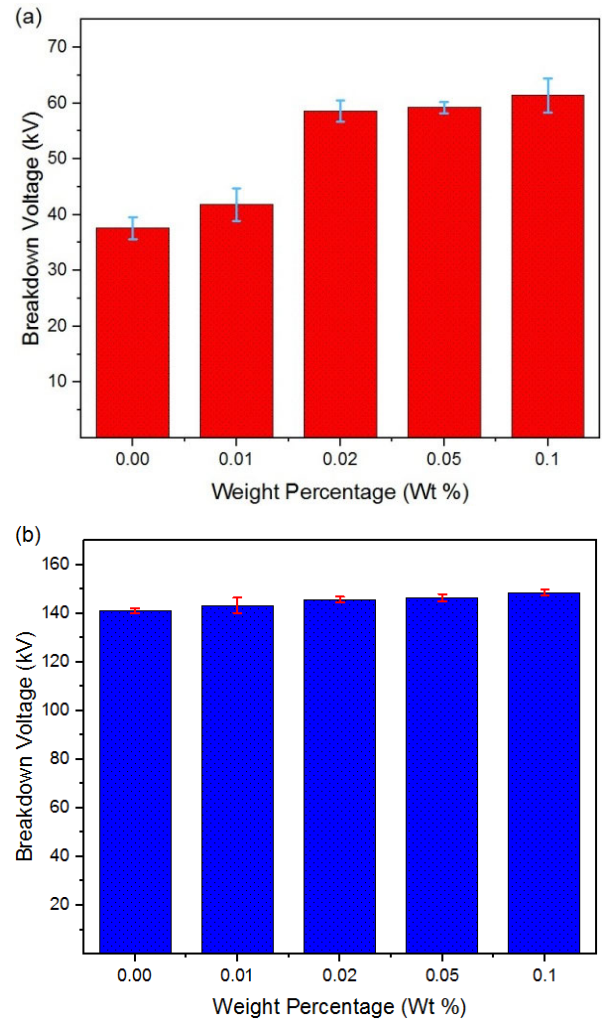 (a)
Breakdown Voltage (kV)
70
60
50
40
30
20
10
0.00 0.01 0.02 0.05 0.1
Weight Percentage (Wt %)
(b)
Breakdown Voltage (kV)
160
140
120
100
80
60
40
20
0.00 0.01 0.02 0.05 0.1
Weight Percentage (Wt %)